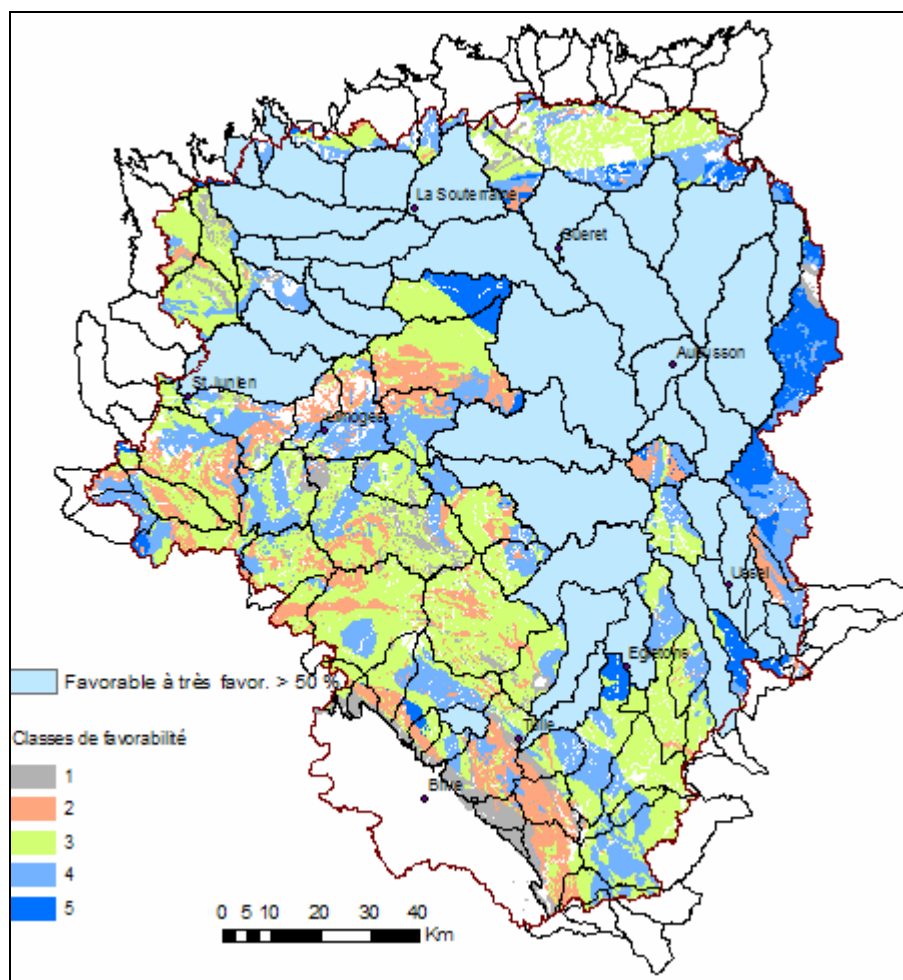 La Souterraine
Guéret
Aubusson
St Junien
Limoges
Ussel
Egletons
Favorable à très favor. > 50 %
Tulle
Classes de favorabilité
1
Brive
2
3
4
5
0 5 10 20 30 40
Km